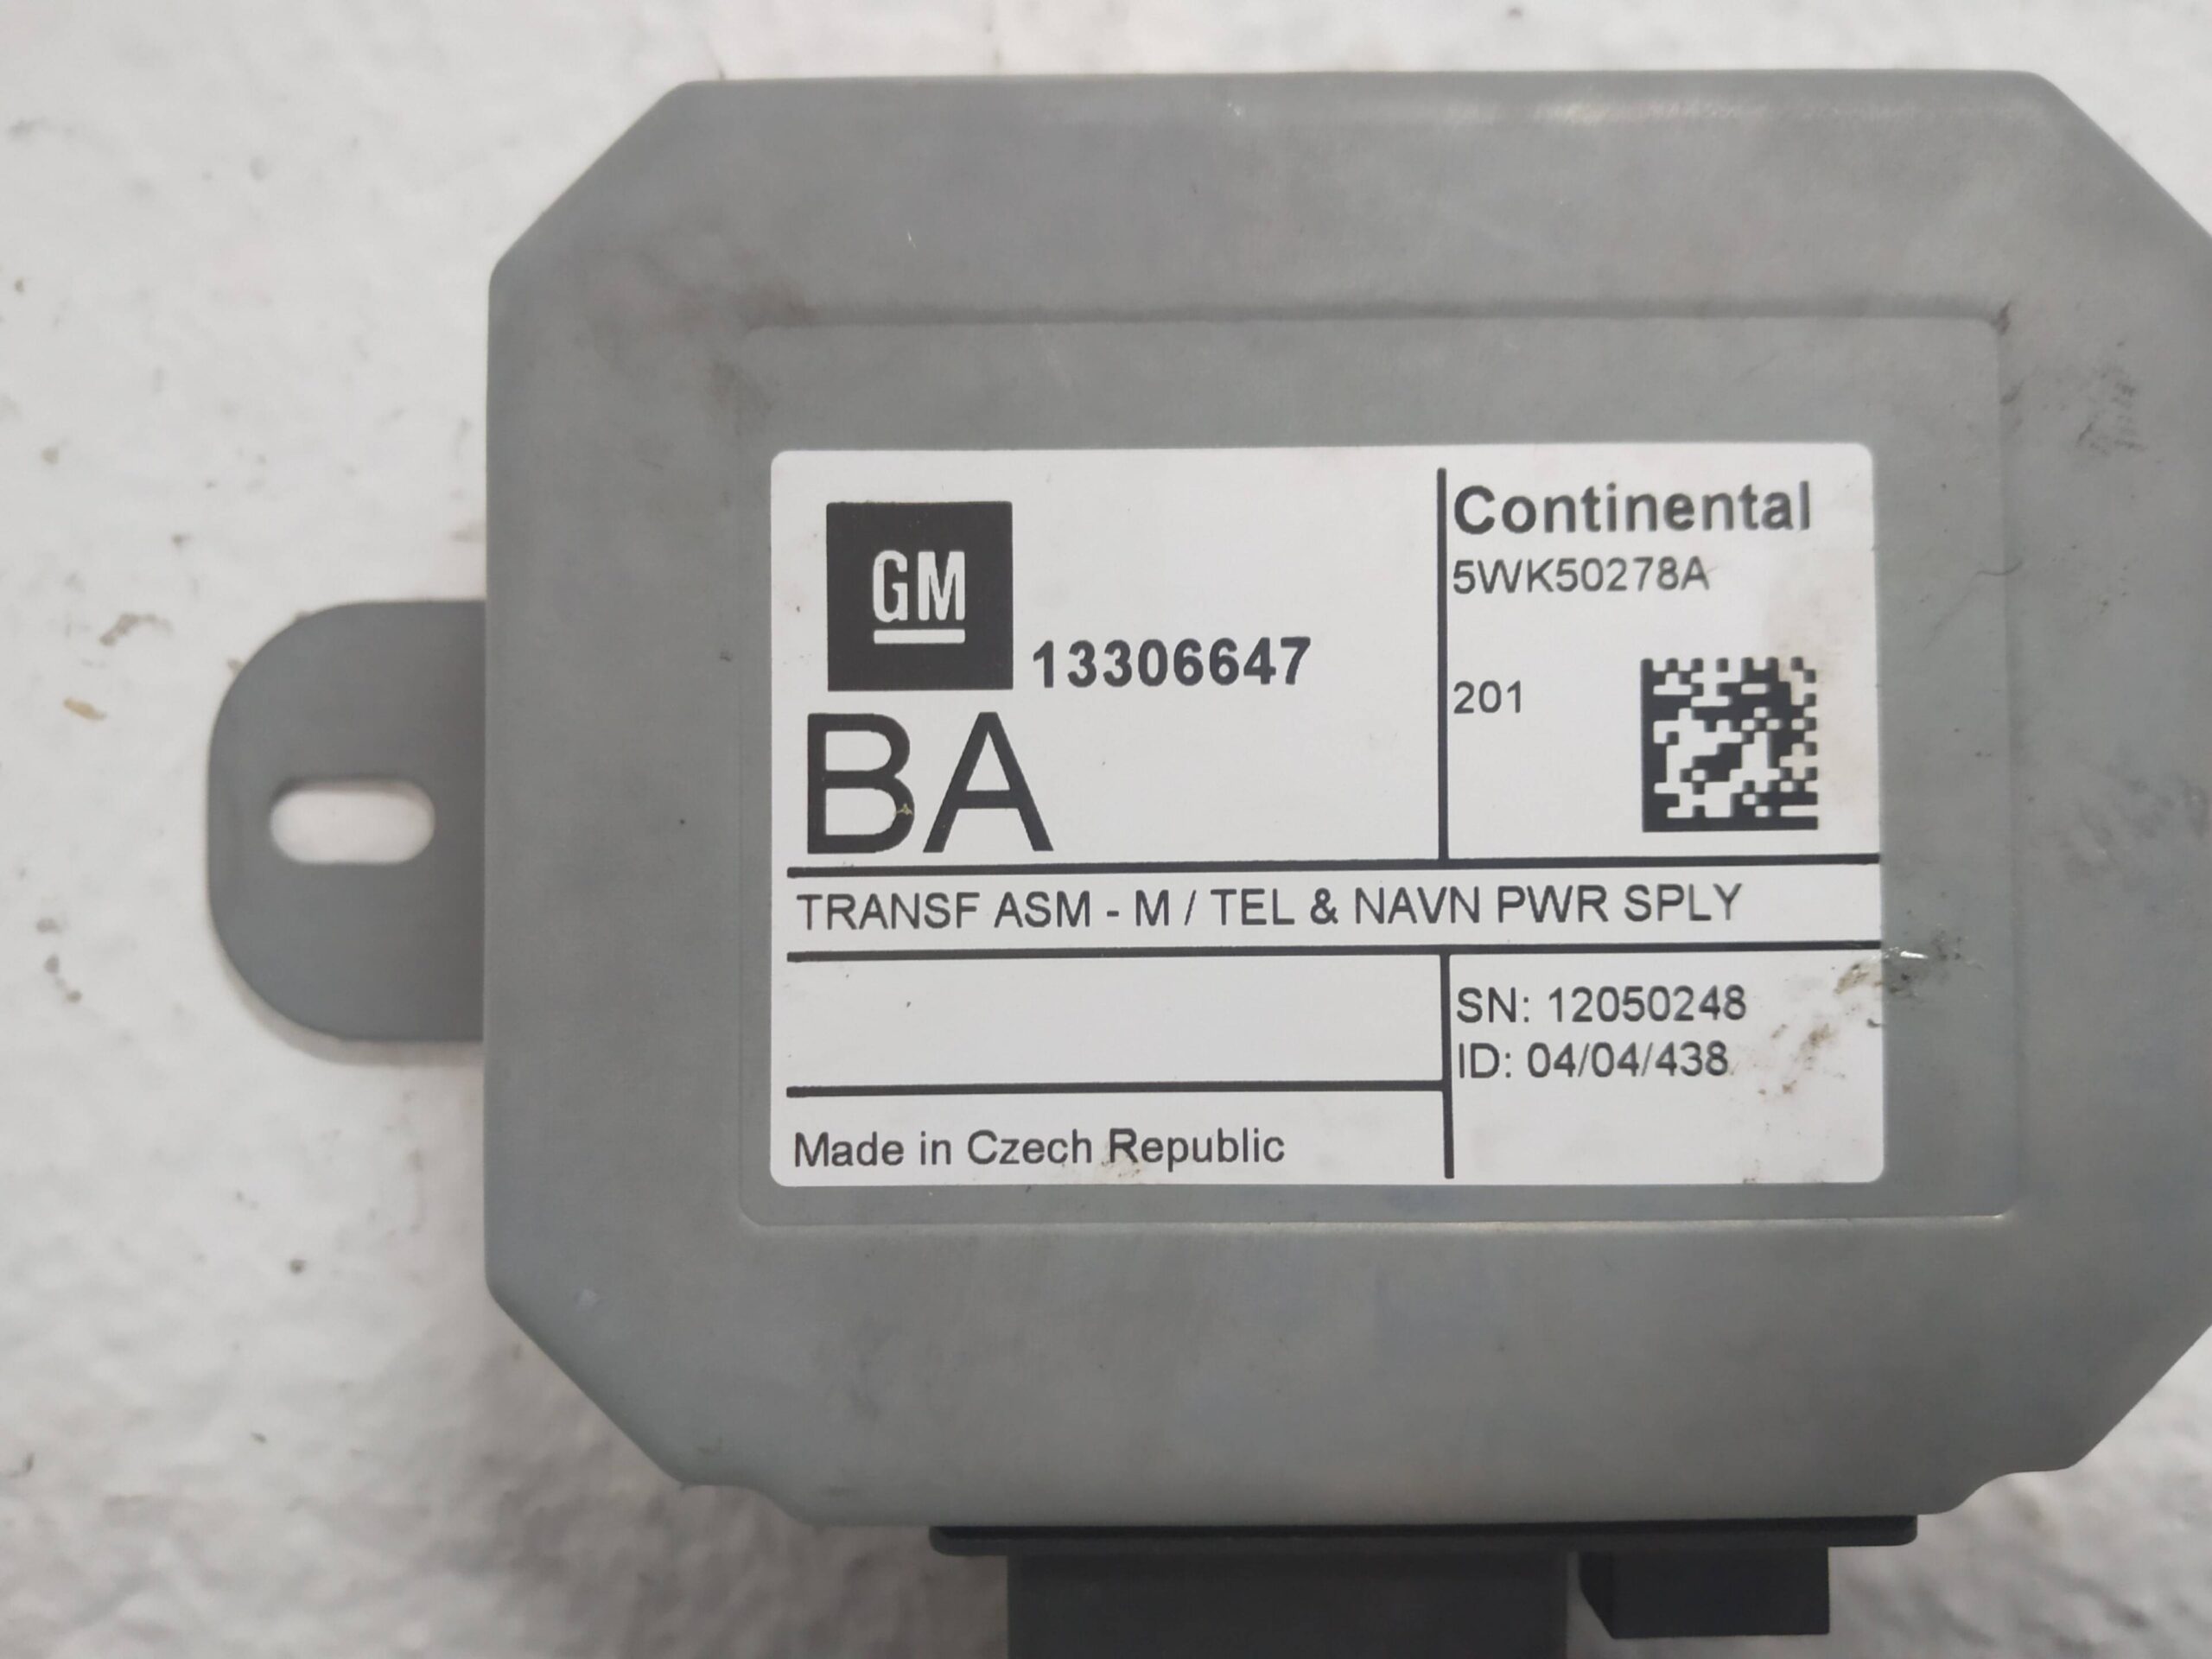 GM
13306647
BA
Continental
5WK50278A
201
TRANSF ASM - M / TEL & NAVN PWR SPLY
SN: 12050248
ID: 04/04/438
Made in Czech Republic